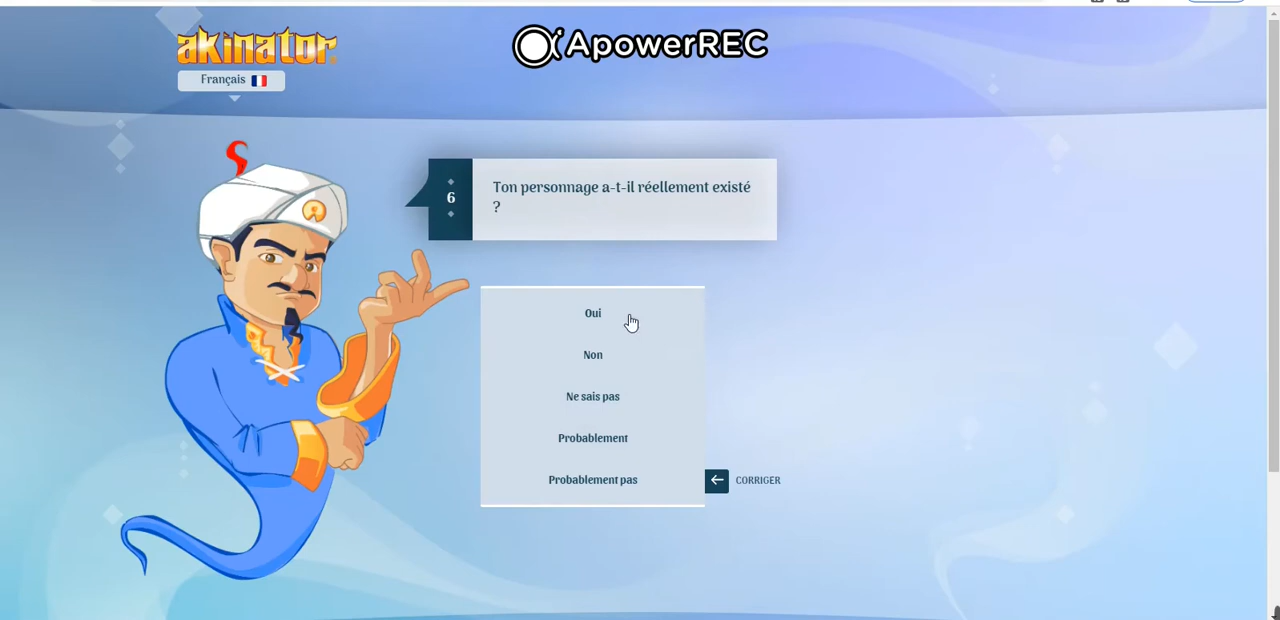 akinator
ApowerREC
Français
6
Ton personnage a-t-il réellement existé
?
Oui
Non
Ne sais pas
Probablement
Probablement pas
CORRIGER